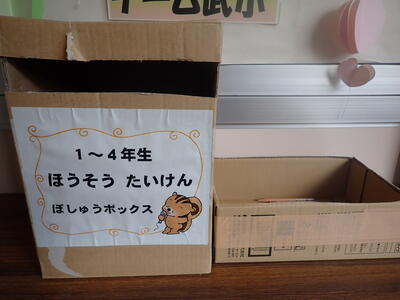 １～４年生
ほうそう たいけん
ぼしゅうボックス